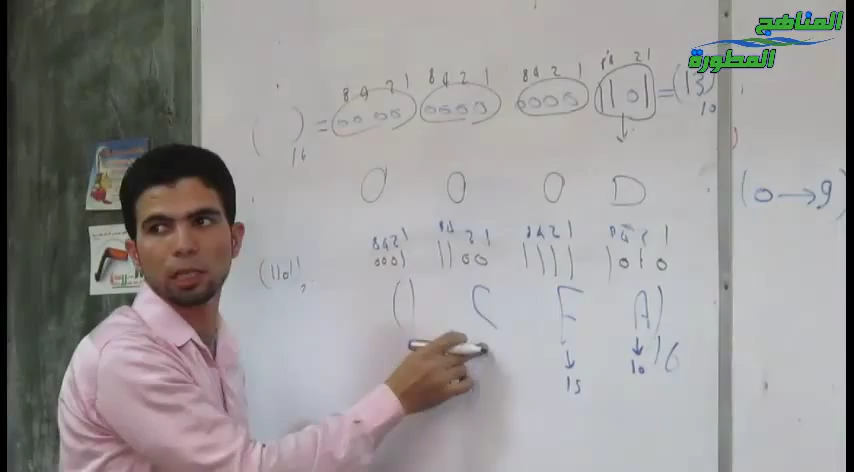 المناهج
المطورة
8 4 2 1 8 4 2 1 8 4 2 1 8 4 2 1
( )16 = 0000 0000 0000 1101 = (13)10
0 0 0 D
(0→9)
8 4 2 1 8 4 2 1 8 4 2 1 8 4 2 1
(1101)2
0001 1100 1111 1010
(1 C F A)16
↓ ↓
15 10